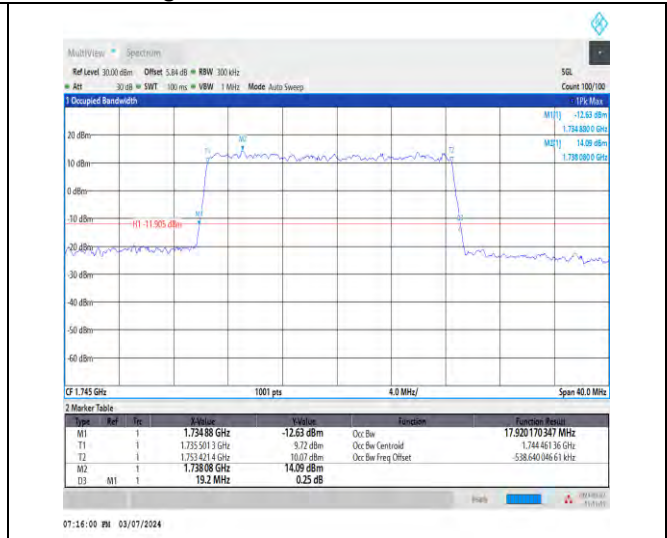 MultiView Spectrum
Ref Level 30.00 dBm Offset 5.84 dB RBW 300 kHz SGL
Att 30 dB SWT 100 ms VBW 1 MHz Mode Auto Sweep Count 100/100
1 Occupied Bandwidth 1Pk Max
M1[1] -12.63 dBm
1.734 880 0 GHz
M2[1] 14.09 dBm
1.738 080 0 GHz
20 dBm
M2
T1 T2
10 dBm
0 dBm
-10 dBm
M1
H1 -11.905 dBm
-20 dBm
-30 dBm
-40 dBm
-50 dBm
-60 dBm
CF 1.745 GHz 1001 pts 4.0 MHz/ Span 40.0 MHz
2 Marker Table
Type Ref Trc X-Value Y-Value Function Function Result
M1 1 1.734 88 GHz -12.63 dBm Occ Bw 17.920 170 347 MHz
T1 1 1.735 501 3 GHz 9.72 dBm Occ Bw Centroid 1.744 461 36 GHz
T2 1 1.753 421 4 GHz 10.07 dBm Occ Bw Freq Offset -538.640 046 61 kHz
M2 1 1.738 08 GHz 14.09 dBm
D3 M1 1 19.2 MHz 0.25 dB
07:16:00 PM 03/07/2024